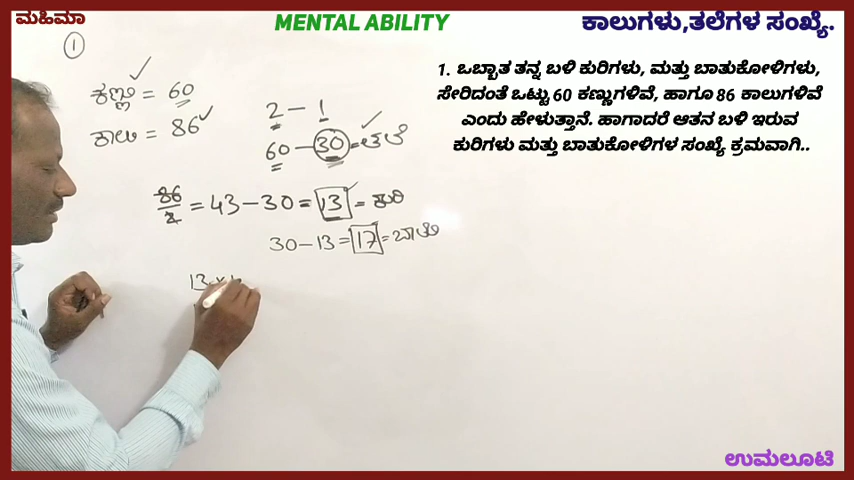 ಮಹಿಮಾ
MENTAL ABILITY
ಕಾಲುಗಳು,ತಲೆಗಳ ಸಂಖ್ಯೆ.
1. ಒಬ್ಬಾತ ತನ್ನ ಬಳಿ ಕುರಿಗಳು, ಮತ್ತು ಬಾತುಕೋಳಿಗಳು,
ಸೇರಿದಂತೆ ಒಟ್ಟು 60 ಕಣ್ಣುಗಳಿವೆ, ಹಾಗೂ 86 ಕಾಲುಗಳಿವೆ
ಎಂದು ಹೇಳುತ್ತಾನೆ. ಹಾಗಾದರೆ ಆತನ ಬಳಿ ಇರುವ
ಕುರಿಗಳು ಮತ್ತು ಬಾತುಕೋಳಿಗಳ ಸಂಖ್ಯೆ ಕ್ರಮವಾಗಿ..
1
ಕಣ್ಣು = 60
ಕಾಲು = 86
2 - 1
60 - 30 = ತಲೆ
86/2 = 43 - 30 = 13 = ಕುರಿ
30 - 13 = 17 = ಬಾತು
13 ×
ಉಮಲೂಟಿ